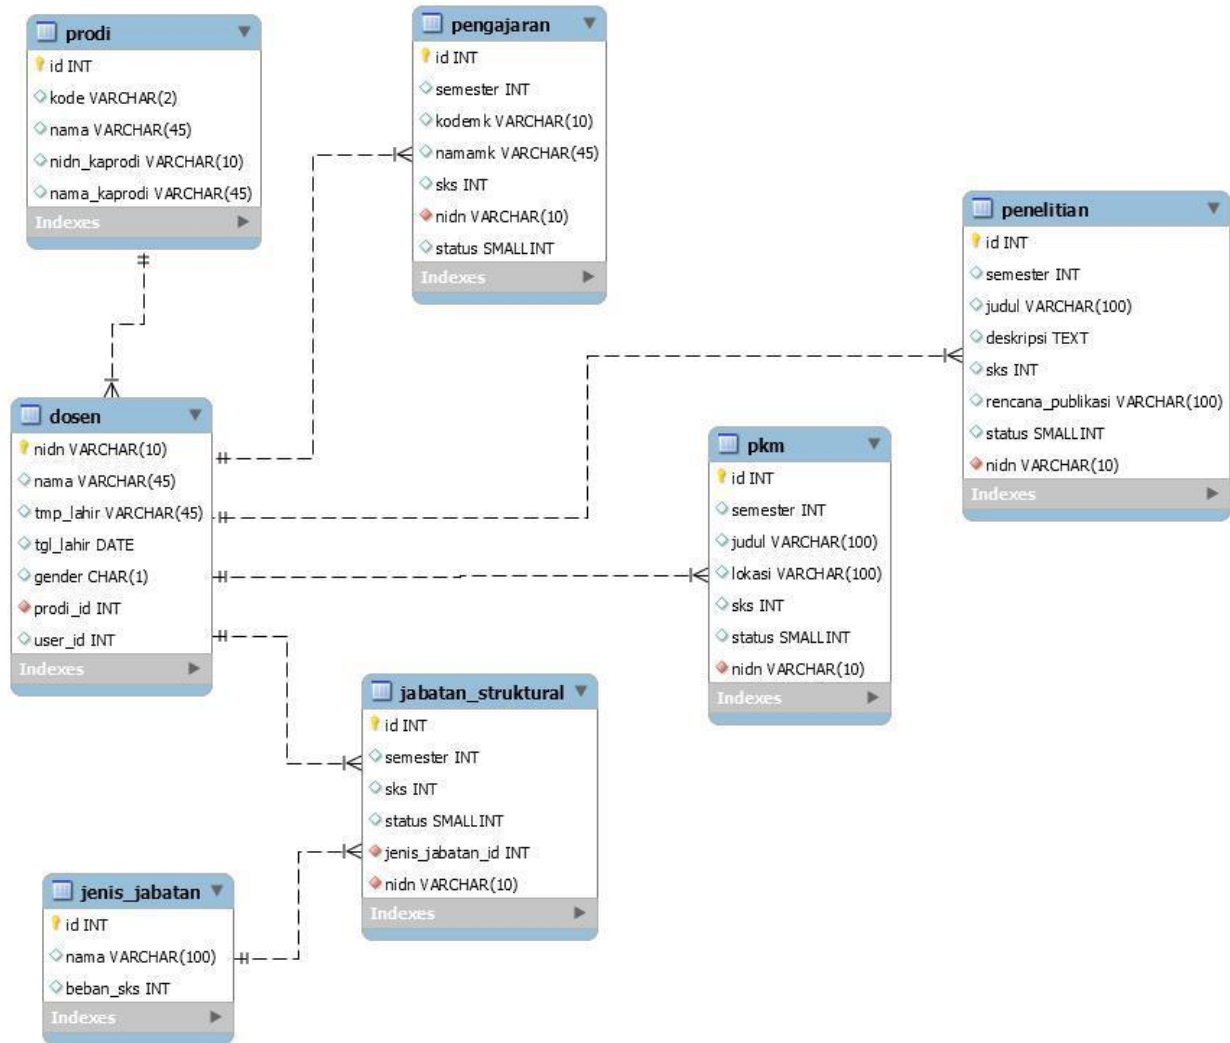 prodi
id INT
kode VARCHAR(2)
nama VARCHAR(45)
nidn_kaprodi VARCHAR(10)
nama_kaprodi VARCHAR(45)
Indexes
pengajaran
id INT
semester INT
kodemk VARCHAR(10)
namamk VARCHAR(45)
sks INT
nidn VARCHAR(10)
status SMALLINT
Indexes
penelitian
id INT
semester INT
judul VARCHAR(100)
deskripsi TEXT
sks INT
rencana_publikasi VARCHAR(100)
status SMALLINT
nidn VARCHAR(10)
Indexes
dosen
nidn VARCHAR(10)
nama VARCHAR(45)
tmp_lahir VARCHAR(45)
tgl_lahir DATE
gender CHAR(1)
prodi_id INT
user_id INT
Indexes
pkm
id INT
semester INT
judul VARCHAR(100)
lokasi VARCHAR(100)
sks INT
status SMALLINT
nidn VARCHAR(10)
Indexes
jabatan_struktural
id INT
semester INT
sks INT
status SMALLINT
jenis_jabatan_id INT
nidn VARCHAR(10)
Indexes
jenis_jabatan
id INT
nama VARCHAR(100)
beban_sks INT
Indexes